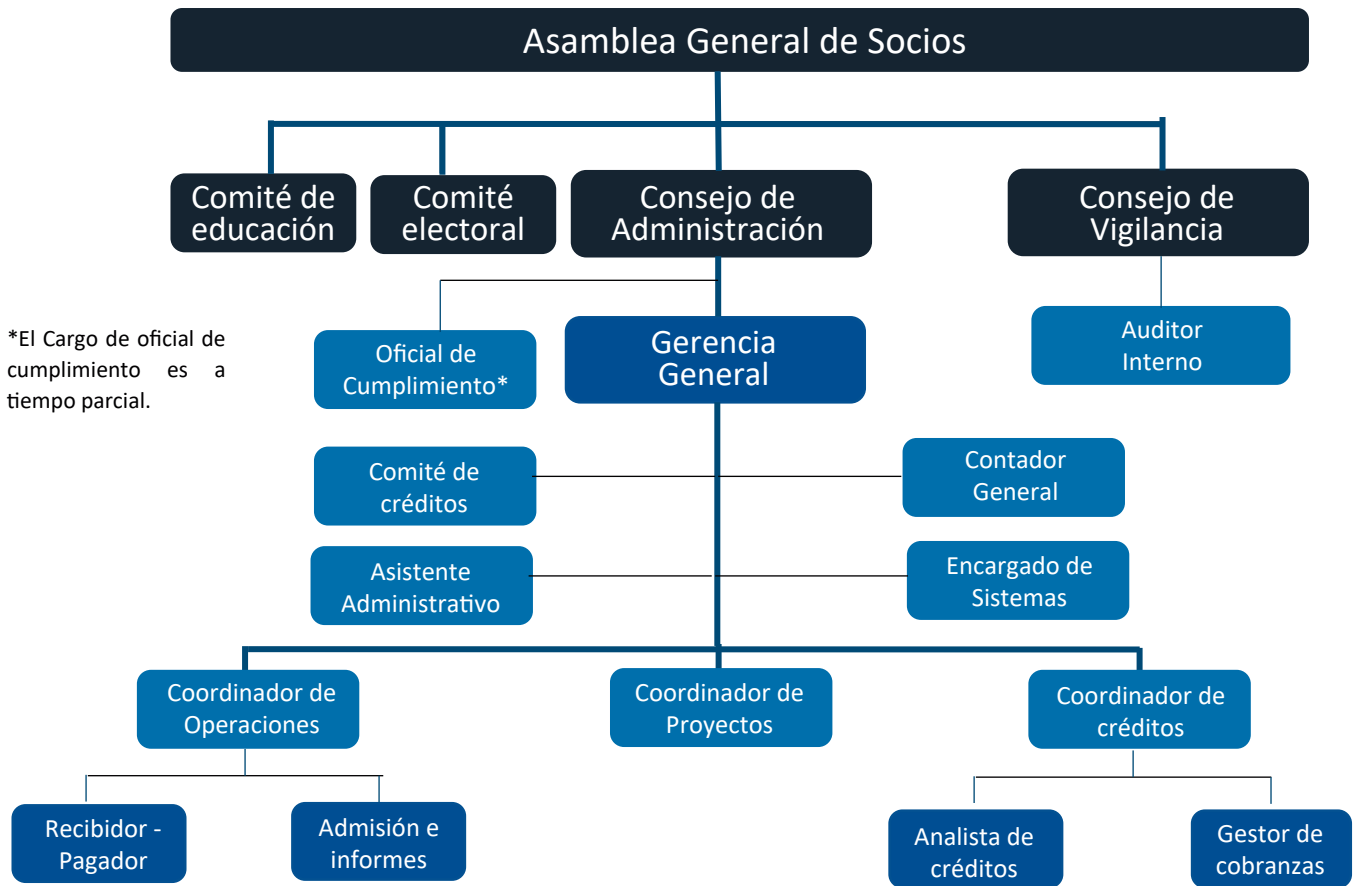 Asamblea General de Socios
Comité de
educación
Comité
electoral
Consejo de
Administración
Consejo de
Vigilancia
*El Cargo de oficial de
cumplimiento es a
tiempo parcial.
Oficial de
Cumplimiento*
Gerencia
General
Auditor
Interno
Comité de
créditos
Contador
General
Asistente
Administrativo
Encargado de
Sistemas
Coordinador de
Operaciones
Coordinador de
Proyectos
Coordinador de
créditos
Recibidor -
Pagador
Admisión e
informes
Analista de
créditos
Gestor de
cobranzas